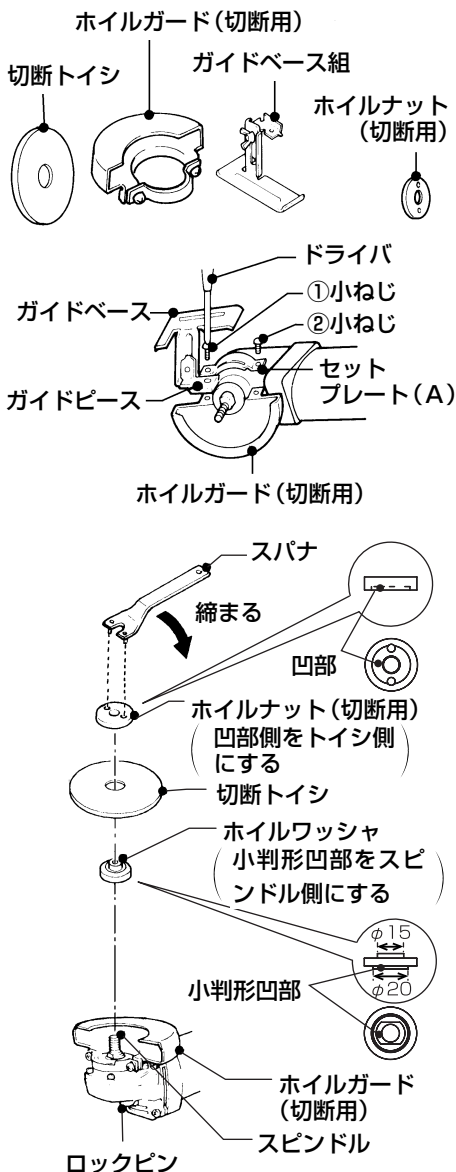 ホイルガード(切断用)
切断トイシ
ガイドベース組
ホイルナット
(切断用)
ドライバ
ガイドベース
①小ねじ
②小ねじ
ガイドピース
セット
プレート(A)
ホイルガード(切断用)
スパナ
締まる
凹部
ホイルナット(切断用)
(凹部側をトイシ側
にする)
切断トイシ
ホイルワッシャ
(小判形凹部をスピ
ンドル側にする)
φ15
φ20
小判形凹部
ホイルガード
(切断用)
スピンドル
ロックピン